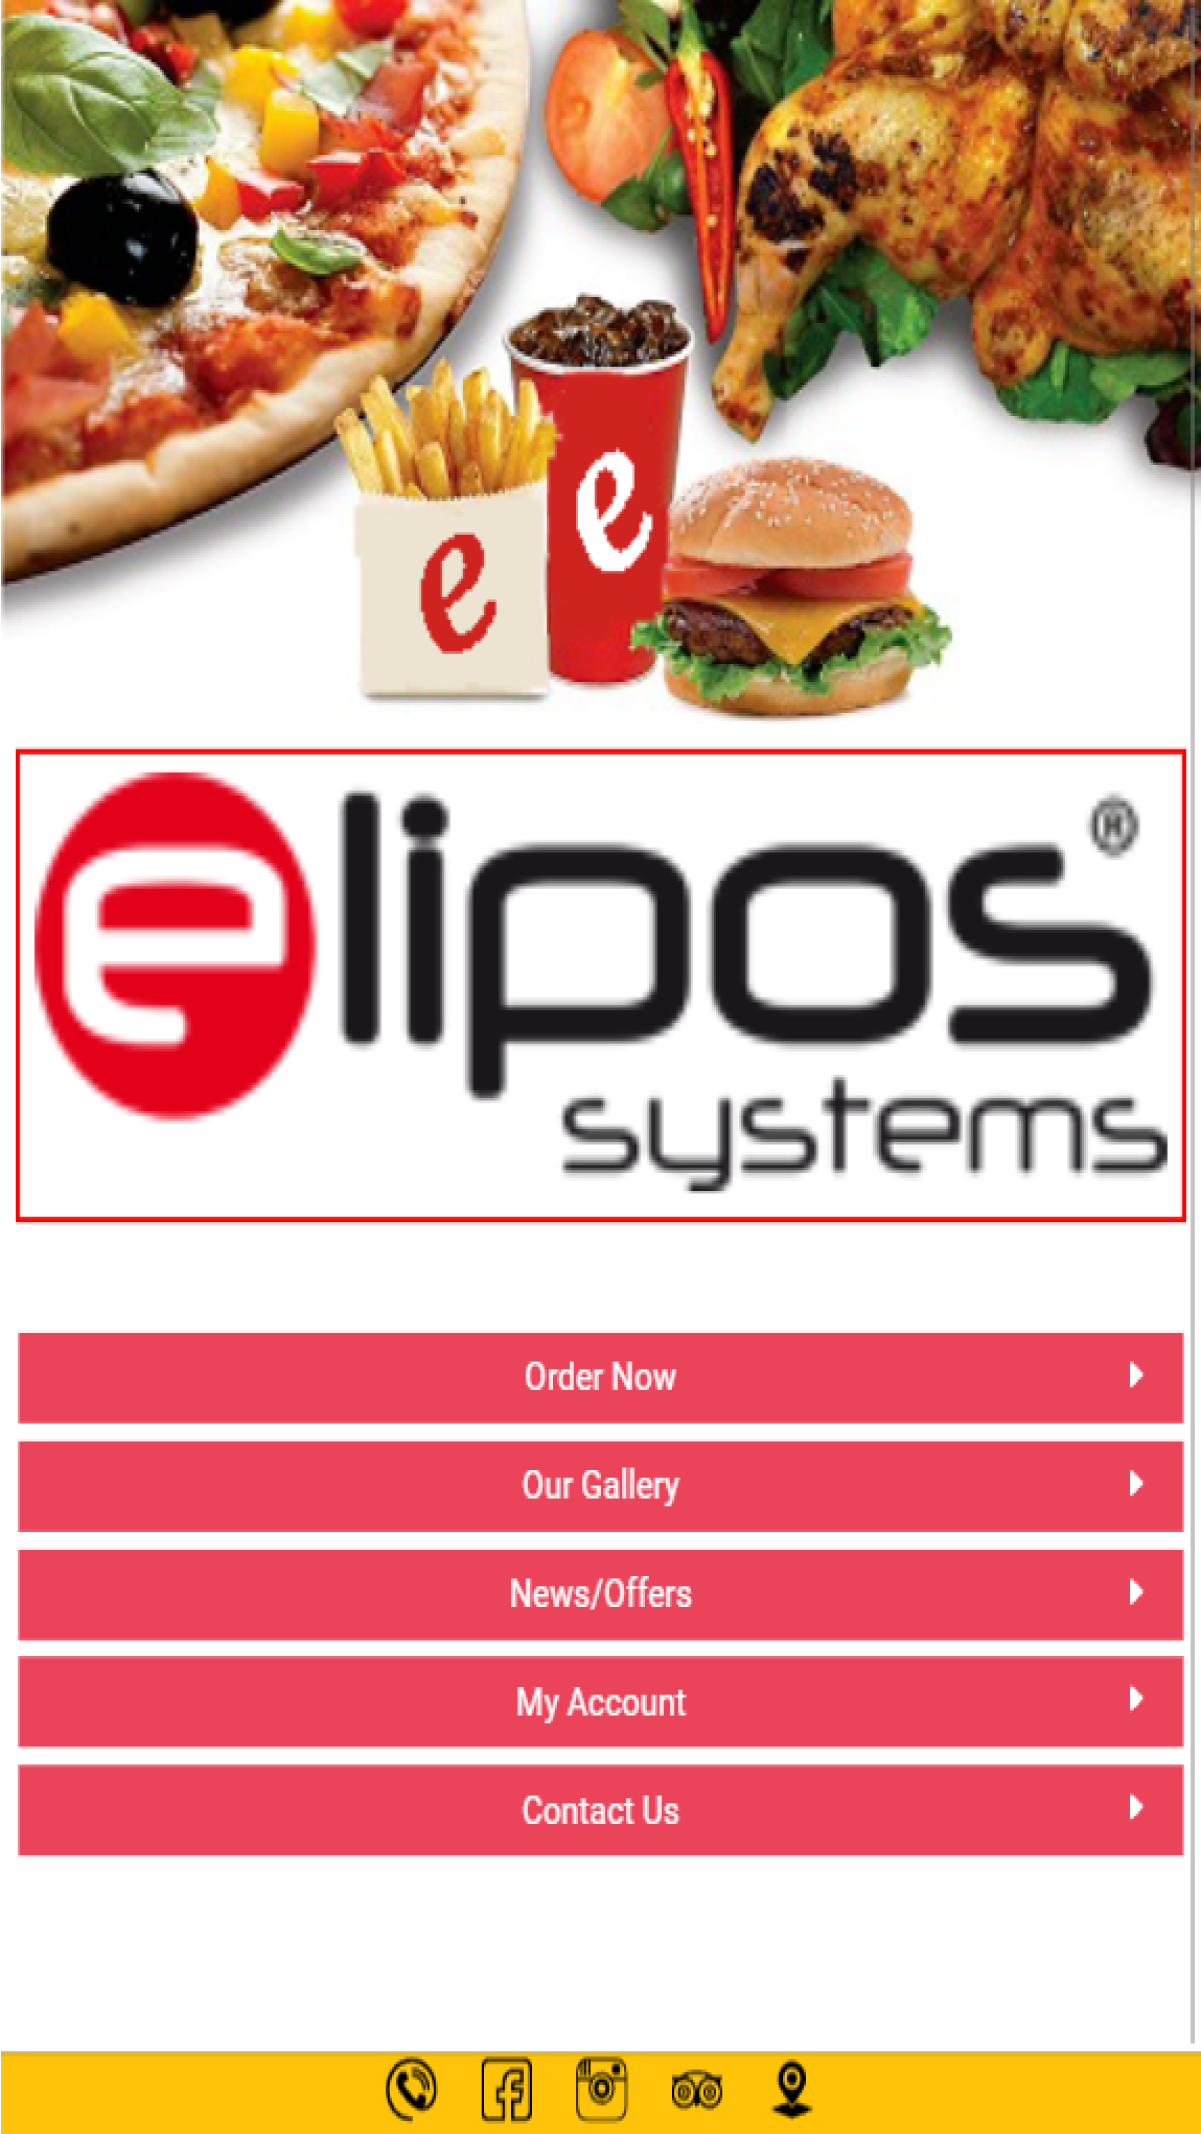 e
e
elipos®
systems
Order Now
Our Gallery
News/Offers
My Account
Contact Us